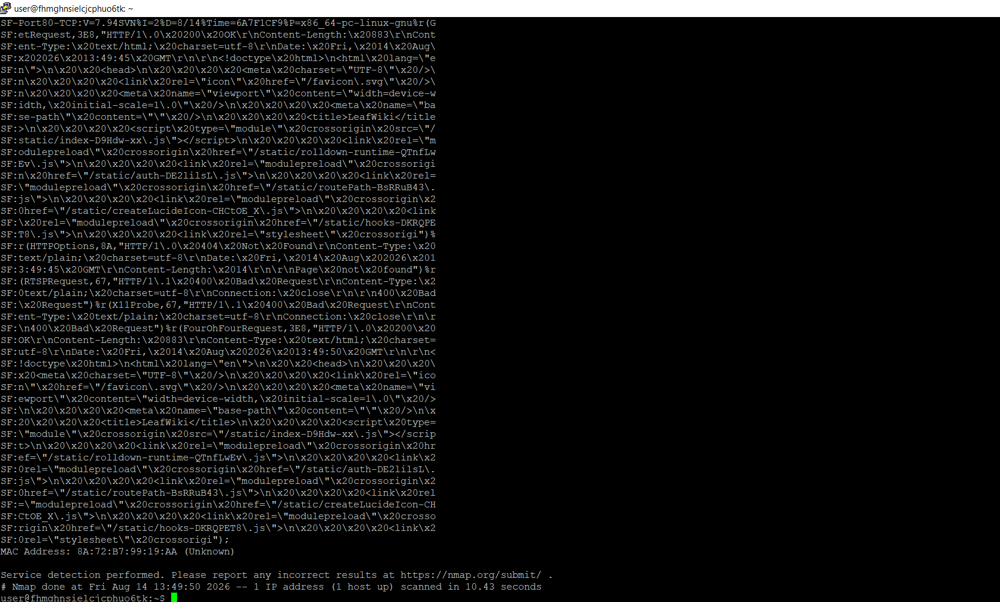 user@fhmghnsielcjcphuo6tk: ~
SF-Port80-TCP:V=7.94SVN%I=2%D=8/14%Time=6A7F1CF9%P=x86_64-pc-linux-gnu%r(G
SF:etRequest,3E8,"HTTP/1\.0\x20200\x20OK\r\nContent-Length:\x20883\r\nCont
SF:ent-Type:\x20text/html;\x20charset=utf-8\r\nDate:\x20Fri,\x2014\x20Aug\
SF:x202026\x2013:49:45\x20GMT\r\n\r\n<!doctype\x20html>\n<html\x20lang=\"e
SF:n\">\n\x20\x20<head>\n\x20\x20\x20\x20<meta\x20charset=\"UTF-8\"\x20/>\
SF:n\x20\x20\x20\x20<link\x20rel=\"icon\"\x20href=\"/favicon\.svg\"\x20/>\
SF:n\x20\x20\x20\x20<meta\x20name=\"viewport\"\x20content=\"width=device-w
SF:idth,\x20initial-scale=1\.0\"\x20/>\n\x20\x20\x20\x20<meta\x20name=\"ba
SF:se-path\"\x20content=\"\"\x20/>\n\x20\x20\x20\x20<title>LeafWiki</title
SF:>\n\x20\x20\x20\x20<script\x20type=\"module\"\x20crossorigin\x20src=\"/
SF:static/index-D9Hdw-xx\.js\"></script>\n\x20\x20\x20\x20<link\x20rel=\"m
SF:odulepreload\"\x20crossorigin\x20href=\"/static/rolldown-runtime-QTnfLw
SF:Ev\.js\">\n\x20\x20\x20\x20<link\x20rel=\"modulepreload\"\x20crossorigi
SF:n\x20href=\"/static/auth-DE2lilsL\.js\">\n\x20\x20\x20\x20<link\x20rel=
SF:\"modulepreload\"\x20crossorigin\x20href=\"/static/routePath-BsRRuB43\.
SF:js\">\n\x20\x20\x20\x20<link\x20rel=\"modulepreload\"\x20crossorigin\x2
SF:0href=\"/static/createLucideIcon-CHCtOE_X\.js\">\n\x20\x20\x20\x20<link
SF:\x20rel=\"modulepreload\"\x20crossorigin\x20href=\"/static/hooks-DKRQPE
SF:T8\.js\">\n\x20\x20\x20\x20<link\x20rel=\"stylesheet\"\x20crossorigi")%
SF:r(HTTPOptions,8A,"HTTP/1\.0\x20404\x20Not\x20Found\r\nContent-Type:\x20
SF:text/plain;\x20charset=utf-8\r\nDate:\x20Fri,\x2014\x20Aug\x202026\x201
SF:3:49:45\x20GMT\r\nContent-Length:\x2014\r\n\r\nPage\x20not\x20found")%r
SF:(RTSPRequest,67,"HTTP/1\.1\x20400\x20Bad\x20Request\r\nContent-Type:\x2
SF:0text/plain;\x20charset=utf-8\r\nConnection:\x20close\r\n\r\n400\x20Bad
SF:\x20Request")%r(X11Probe,67,"HTTP/1\.1\x20400\x20Bad\x20Request\r\nCont
SF:ent-Type:\x20text/plain;\x20charset=utf-8\r\nConnection:\x20close\r\n\r
SF:\n400\x20Bad\x20Request")%r(FourOhFourRequest,3E8,"HTTP/1\.0\x20200\x20
SF:OK\r\nContent-Length:\x20883\r\nContent-Type:\x20text/html;\x20charset=
SF:utf-8\r\nDate:\x20Fri,\x2014\x20Aug\x202026\x2013:49:50\x20GMT\r\n\r\n<
SF:!doctype\x20html>\n<html\x20lang=\"en\">\n\x20\x20<head>\n\x20\x20\x20\
SF:x20<meta\x20charset=\"UTF-8\"\x20/>\n\x20\x20\x20\x20<link\x20rel=\"ico
SF:n\"\x20href=\"/favicon\.svg\"\x20/>\n\x20\x20\x20\x20<meta\x20name=\"vi
SF:ewport\"\x20content=\"width=device-width,\x20initial-scale=1\.0\"\x20/>
SF:\n\x20\x20\x20\x20<meta\x20name=\"base-path\"\x20content=\"\"\x20/>\n\x
SF:20\x20\x20\x20<title>LeafWiki</title>\n\x20\x20\x20\x20<script\x20type=
SF:\"module\"\x20crossorigin\x20src=\"/static/index-D9Hdw-xx\.js\"></scrip
SF:t>\n\x20\x20\x20\x20<link\x20rel=\"modulepreload\"\x20crossorigin\x20hr
SF:ef=\"/static/rolldown-runtime-QTnfLwEv\.js\">\n\x20\x20\x20\x20<link\x2
SF:0rel=\"modulepreload\"\x20crossorigin\x20href=\"/static/auth-DE2lilsL\.
SF:js\">\n\x20\x20\x20\x20<link\x20rel=\"modulepreload\"\x20crossorigin\x2
SF:0href=\"/static/routePath-BsRRuB43\.js\">\n\x20\x20\x20\x20<link\x20rel
SF:=\"modulepreload\"\x20crossorigin\x20href=\"/static/createLucideIcon-CH
SF:CtOE_X\.js\">\n\x20\x20\x20\x20<link\x20rel=\"modulepreload\"\x20crosso
SF:rigin\x20href=\"/static/hooks-DKRQPET8\.js\">\n\x20\x20\x20\x20<link\x2
SF:0rel=\"stylesheet\"\x20crossorigi");
MAC Address: 8A:72:B7:99:19:AA (Unknown)
Service detection performed. Please report any incorrect results at https://nmap.org/submit/ .
# Nmap done at Fri Aug 14 13:49:50 2026 -- 1 IP address (1 host up) scanned in 10.43 seconds
user@fhmghnsielcjcphuo6tk:~$